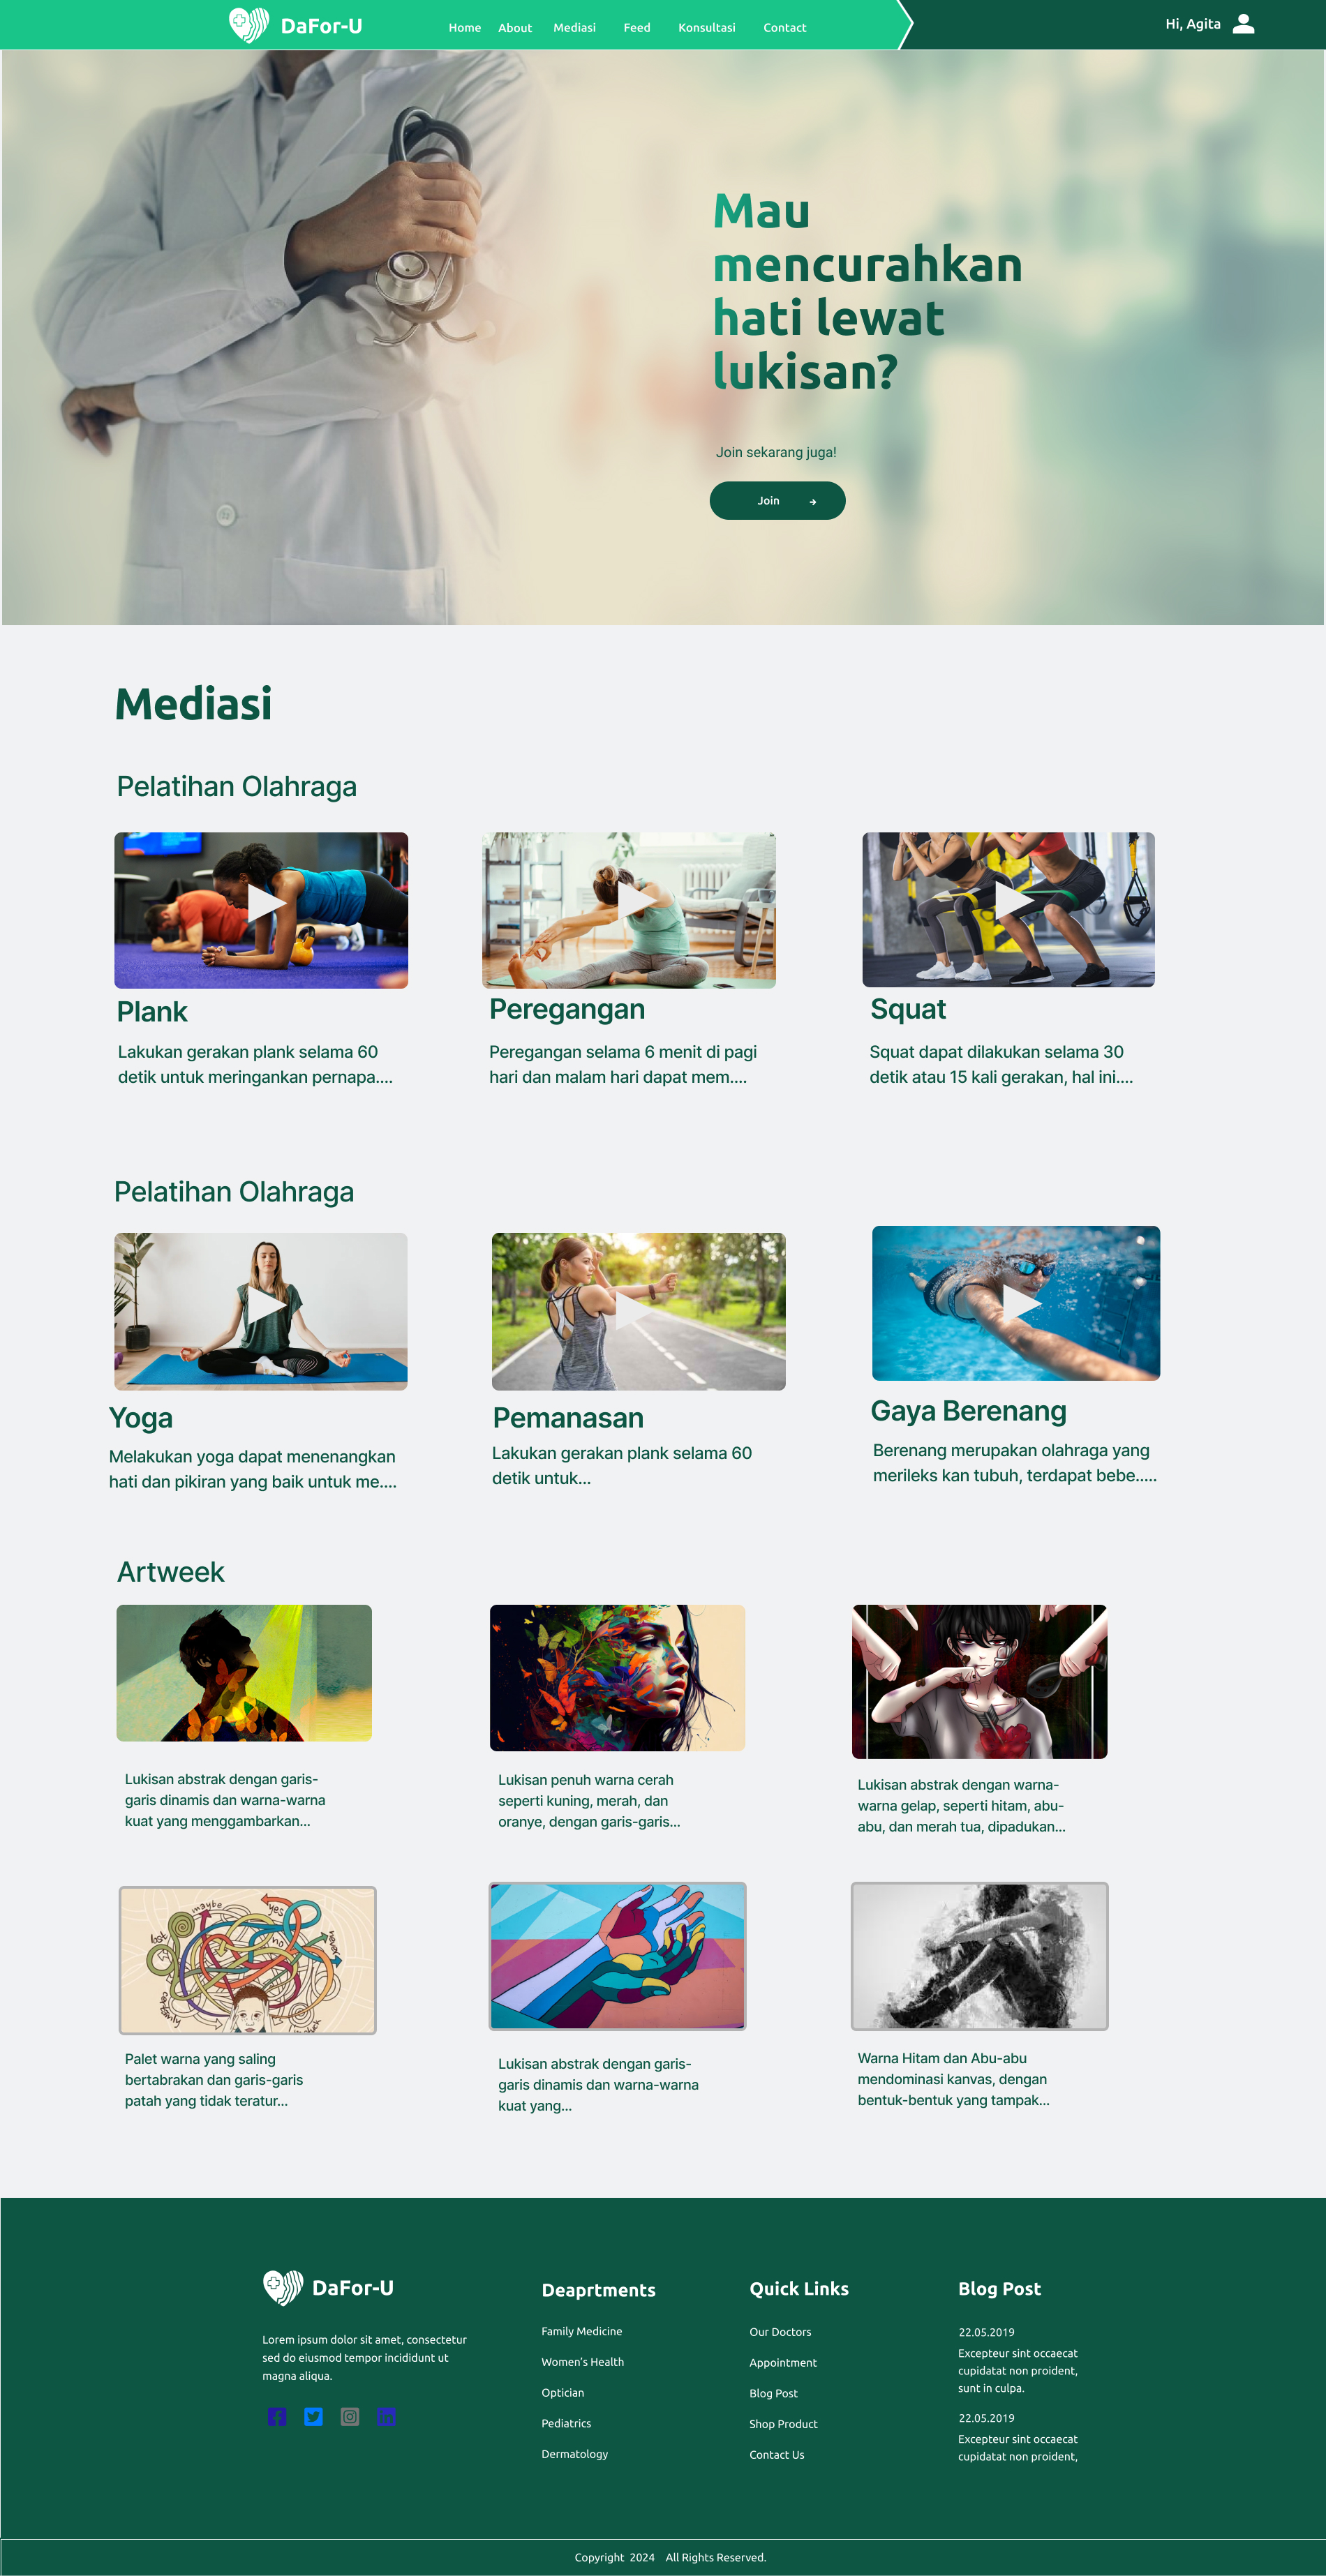 DaFor-U
Home About Mediasi Feed Konsultasi Contact
Hi, Agita
Mau
mencurahkan
hati lewat
lukisan?
Join sekarang juga!
Join →
Mediasi
Pelatihan Olahraga
Plank
Lakukan gerakan plank selama 60
detik untuk meringankan pernapa....
Peregangan
Peregangan selama 6 menit di pagi
hari dan malam hari dapat mem....
Squat
Squat dapat dilakukan selama 30
detik atau 15 kali gerakan, hal ini....
Pelatihan Olahraga
Yoga
Melakukan yoga dapat menenangkan
hati dan pikiran yang baik untuk me....
Pemanasan
Lakukan gerakan plank selama 60
detik untuk...
Gaya Berenang
Berenang merupakan olahraga yang
merileks kan tubuh, terdapat bebe.....
Artweek
Lukisan abstrak dengan garis-
garis dinamis dan warna-warna
kuat yang menggambarkan...
Lukisan penuh warna cerah
seperti kuning, merah, dan
oranye, dengan garis-garis...
Lukisan abstrak dengan warna-
warna gelap, seperti hitam, abu-
abu, dan merah tua, dipadukan...
maybe
yes
lost
no
never
certainly
Palet warna yang saling
bertabrakan dan garis-garis
patah yang tidak teratur...
Lukisan abstrak dengan garis-
garis dinamis dan warna-warna
kuat yang...
Warna Hitam dan Abu-abu
mendominasi kanvas, dengan
bentuk-bentuk yang tampak...
DaFor-U
Lorem ipsum dolor sit amet, consectetur
sed do eiusmod tempor incididunt ut
magna aliqua.
Deaprtments
Family Medicine
Women's Health
Optician
Pediatrics
Dermatology
Quick Links
Our Doctors
Appointment
Blog Post
Shop Product
Contact Us
Blog Post
22.05.2019
Excepteur sint occaecat
cupidatat non proident,
sunt in culpa.
22.05.2019
Excepteur sint occaecat
cupidatat non proident,
Copyright 2024 All Rights Reserved.